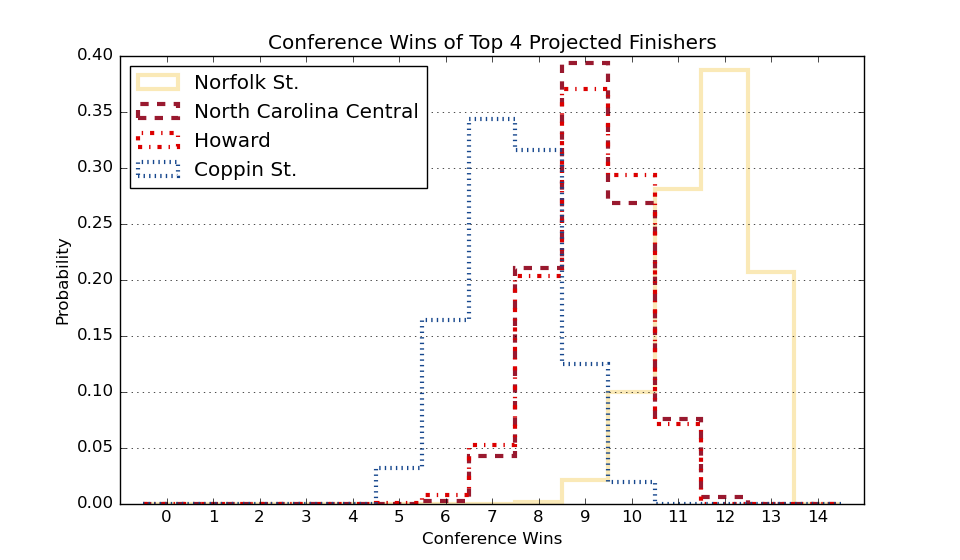 Conference Wins of Top 4 Projected Finishers
Norfolk St.
North Carolina Central
Howard
Coppin St.
Probability
0.40
0.35
0.30
0.25
0.20
0.15
0.10
0.05
0.00
0 1 2 3 4 5 6 7 8 9 10 11 12 13 14
Conference Wins